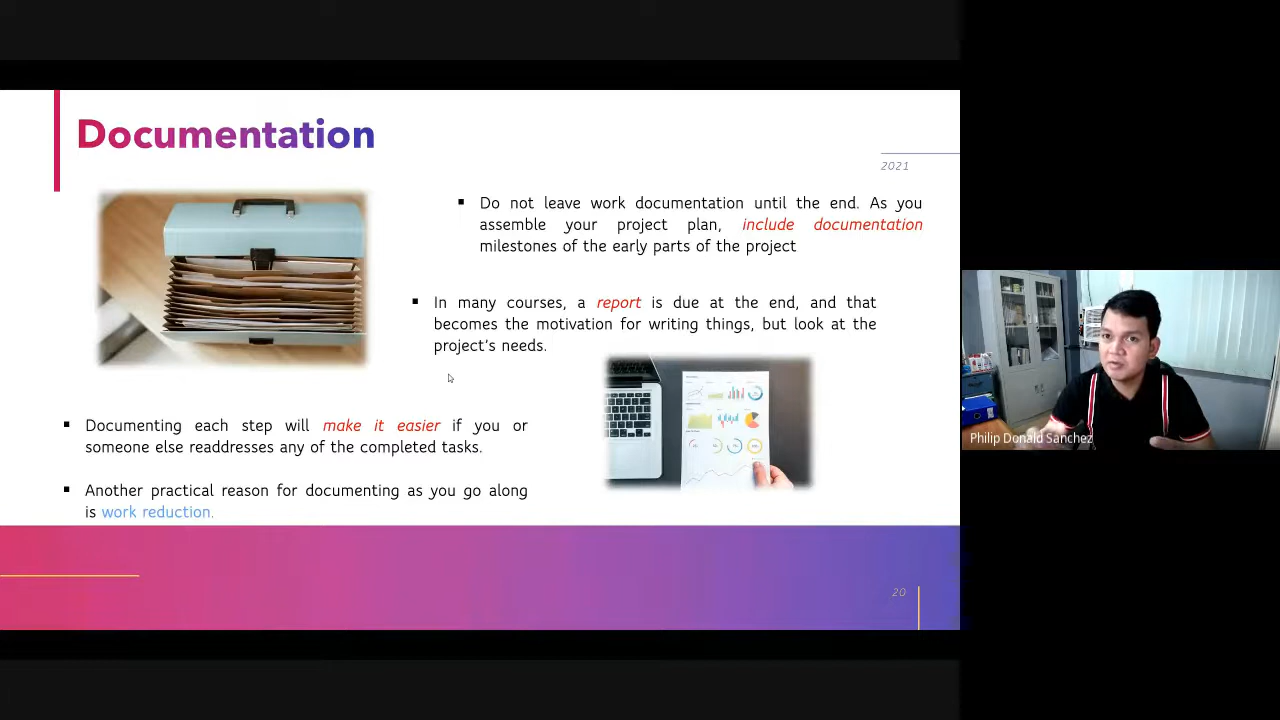 Documentation
2021
▪ Do not leave work documentation until the end. As you
assemble your project plan, include documentation
milestones of the early parts of the project
▪ In many courses, a report is due at the end, and that
becomes the motivation for writing things, but look at the
project's needs.
▪ Documenting each step will make it easier if you or
someone else readdresses any of the completed tasks.
▪ Another practical reason for documenting as you go along
is work reduction.
20
Philip Donald Sanchez